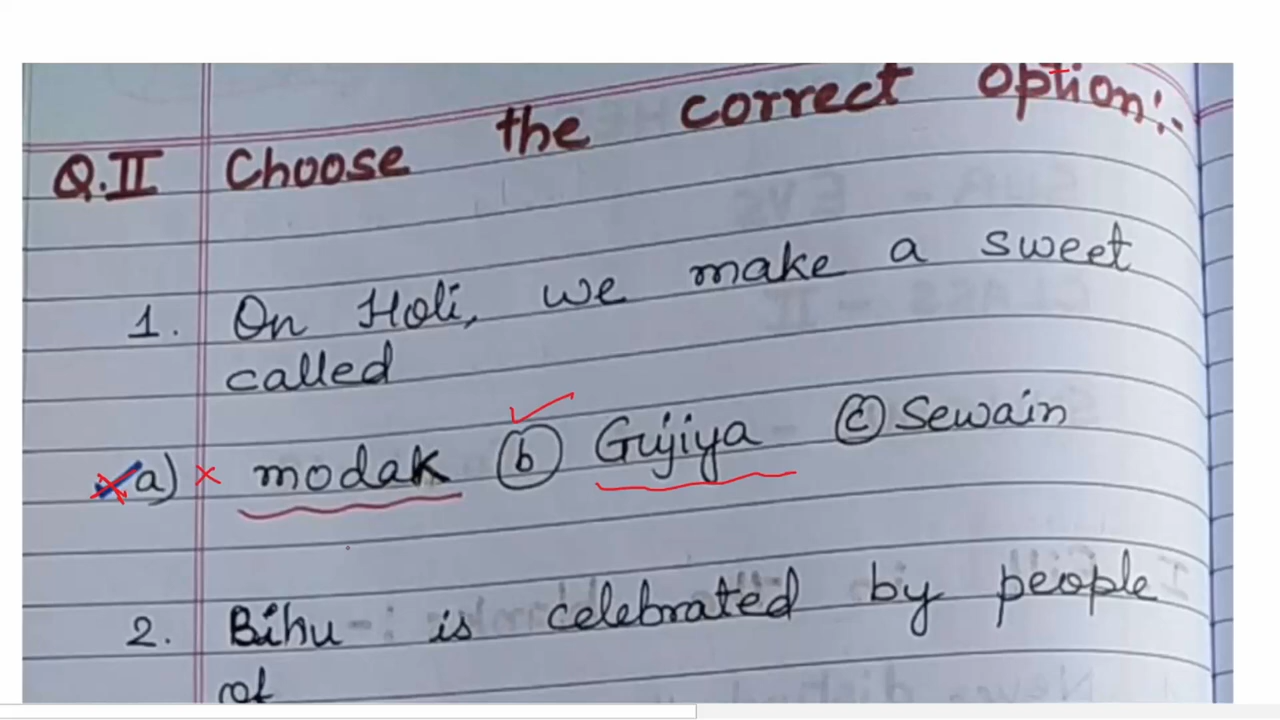 Q.II Choose the correct option:-
1. On Holi, we make a sweet
called
a) modak (b) Gujiya (c) Sewain
2. Bihu is celebrated by people
of